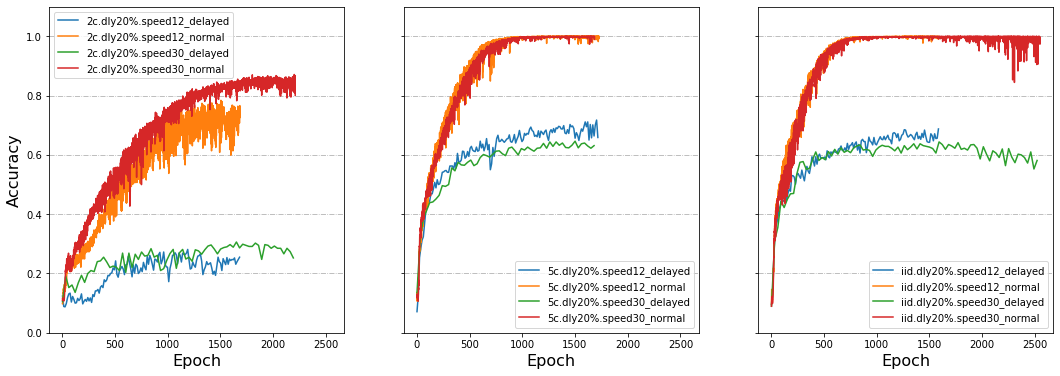 1.0
0.8
0.6
0.4
0.2
0.0
Accuracy
2c.dly20%.speed12_delayed
2c.dly20%.speed12_normal
2c.dly20%.speed30_delayed
2c.dly20%.speed30_normal
0 500 1000 1500 2000 2500
Epoch
5c.dly20%.speed12_delayed
5c.dly20%.speed12_normal
5c.dly20%.speed30_delayed
5c.dly20%.speed30_normal
0 500 1000 1500 2000 2500
Epoch
iid.dly20%.speed12_delayed
iid.dly20%.speed12_normal
iid.dly20%.speed30_delayed
iid.dly20%.speed30_normal
0 500 1000 1500 2000 2500
Epoch